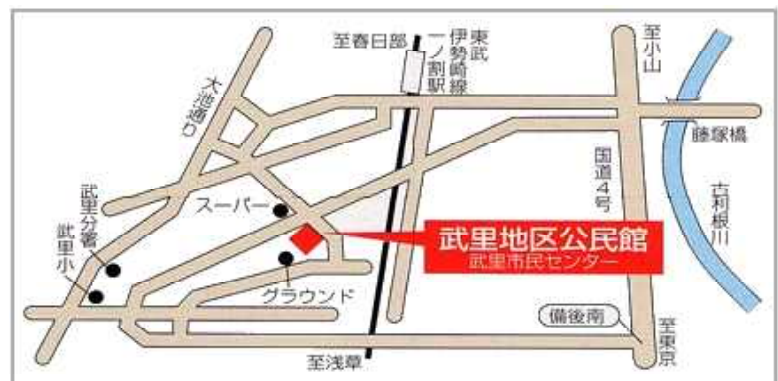 至春日部
東武
伊勢崎線
一ノ割駅
至小山
大池通り
藤塚橋
国道4号
古利根川
スーパー
武里分署
武里小
武里地区公民館
武里市民センター
グラウンド
備後南
至東京
至浅草